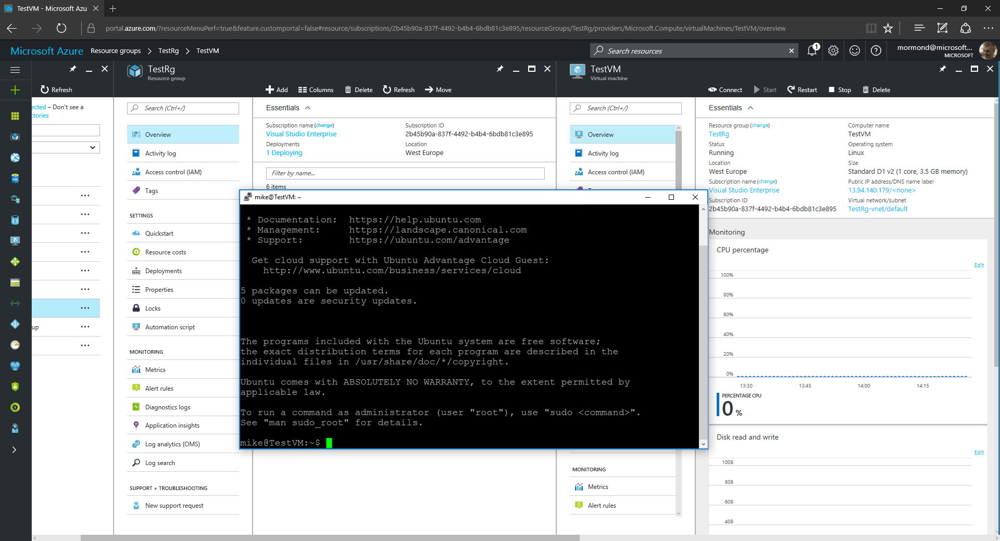 TestVM - Microsoft Azu
portal.azure.com/?resourceMenuPerf=true&feature.customportal=false#resource/subscriptions/2b45b90a-837f-4492-b4b4-6bdb81c3e895/resourceGroups/TestRg/providers/Microsoft.Compute/virtualMachines/TestVM/overview
Microsoft Azure Resource groups > TestRg > TestVM
Search resources
1
mormond@microsoft...
MICROSOFT
Refresh
ected – Don't see a
ctories
up
TestRg
Resource group
Add Columns Delete Refresh Move
Search (Ctrl+/)
Overview
Activity log
Access control (IAM)
Tags
SETTINGS
Quickstart
Resource costs
Deployments
Properties
Locks
Automation script
MONITORING
Metrics
Alert rules
Diagnostics logs
Application insights
Log analytics (OMS)
Log search
SUPPORT + TROUBLESHOOTING
New support request
Essentials
Subscription name (change)
Visual Studio Enterprise
Deployments
1 Deploying
Subscription ID
2b45b90a-837f-4492-b4b4-6bdb81c3e895
Location
West Europe
Filter by name...
6 items
mike@TestVM: ~
* Documentation:  https://help.ubuntu.com
* Management:     https://landscape.canonical.com
* Support:        https://ubuntu.com/advantage
Get cloud support with Ubuntu Advantage Cloud Guest:
http://www.ubuntu.com/business/services/cloud
5 packages can be updated.
0 updates are security updates.
The programs included with the Ubuntu system are free software;
the exact distribution terms for each program are described in the
individual files in /usr/share/doc/*/copyright.
Ubuntu comes with ABSOLUTELY NO WARRANTY, to the extent permitted by
applicable law.
To run a command as administrator (user "root"), use "sudo <command>".
See "man sudo_root" for details.
mike@TestVM:~$
TestVM
Virtual machine
Connect Start Restart Stop Delete
Search (Ctrl+/)
Overview
Activity log
Access control (IAM)
MONITORING
Metrics
Alert rules
Essentials
Resource group (change)
TestRg
Status
Running
Location
West Europe
Subscription name (change)
Visual Studio Enterprise
Subscription ID
2b45b90a-837f-4492-b4b4-6bdb81c3e895
Computer name
TestVM
Operating system
Linux
Size
Standard D1 v2 (1 core, 3.5 GB memory)
Public IP address/DNS name label
13.94.140.179/<none>
Virtual network/subnet
TestRg-vnet/default
Monitoring
CPU percentage
Edit
100%
80%
60%
40%
20%
0%
13:30 13:45 14:00 14:15
PERCENTAGE CPU
0 %
Disk read and write
Edit
100B
80B
60B
40B